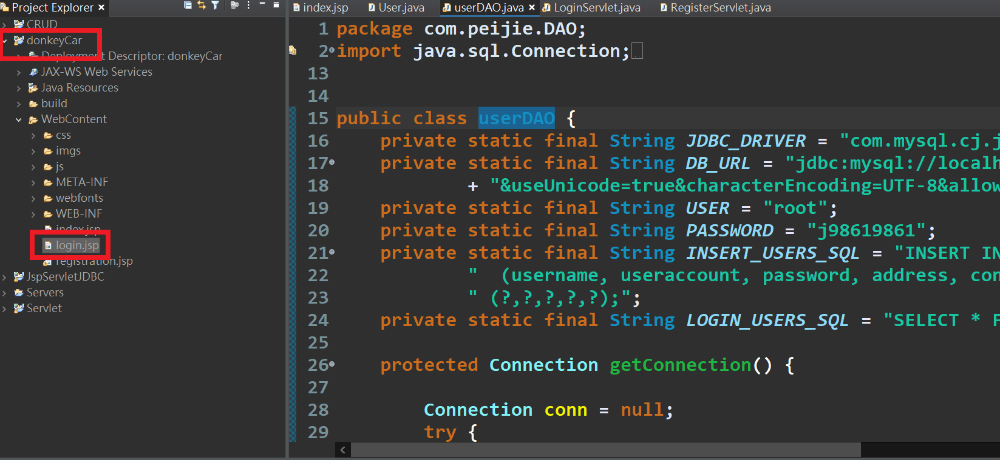 Project Explorer
CRUD
donkeyCar
Deployment Descriptor: donkeyCar
JAX-WS Web Services
Java Resources
build
WebContent
css
imgs
js
META-INF
webfonts
WEB-INF
index.jsp
login.jsp
registration.jsp
JspServletJDBC
Servers
Servlet
index.jsp User.java userDAO.java LoginServlet.java RegisterServlet.java
1 package com.peijie.DAO;
2 import java.sql.Connection;
13
14
15 public class userDAO {
16 private static final String JDBC_DRIVER = "com.mysql.cj.j
17 private static final String DB_URL = "jdbc:mysql://localh
18 + "&useUnicode=true&characterEncoding=UTF-8&allow
19 private static final String USER = "root";
20 private static final String PASSWORD = "j98619861";
21 private static final String INSERT_USERS_SQL = "INSERT IN
22 " (username, useraccount, password, address, con
23 " (?,?,?,?,?);";
24 private static final String LOGIN_USERS_SQL = "SELECT * F
25
26 protected Connection getConnection() {
27
28 Connection conn = null;
29 try {